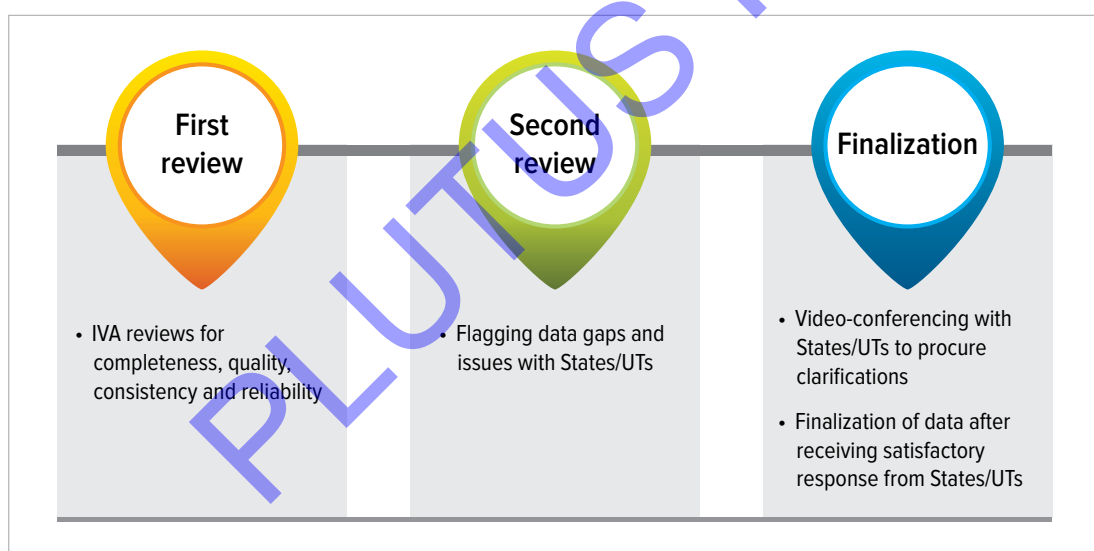 First
review
Second
review
Finalization
• IVA reviews for
completeness, quality,
consistency and reliability
• Flagging data gaps and
issues with States/UTs
• Video-conferencing with
States/UTs to procure
clarifications
• Finalization of data after
receiving satisfactory
response from States/UTs
PLUTUS